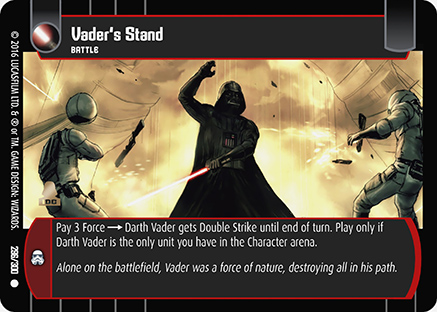 Vader's Stand
BATTLE
© 2016 LUCASFILM LTD. & ® or TM. GAME DESIGN: WIZARDS.
Pay 3 Force → Darth Vader gets Double Strike until end of turn. Play only if
Darth Vader is the only unit you have in the Character arena.
Alone on the battlefield, Vader was a force of nature, destroying all in his path.